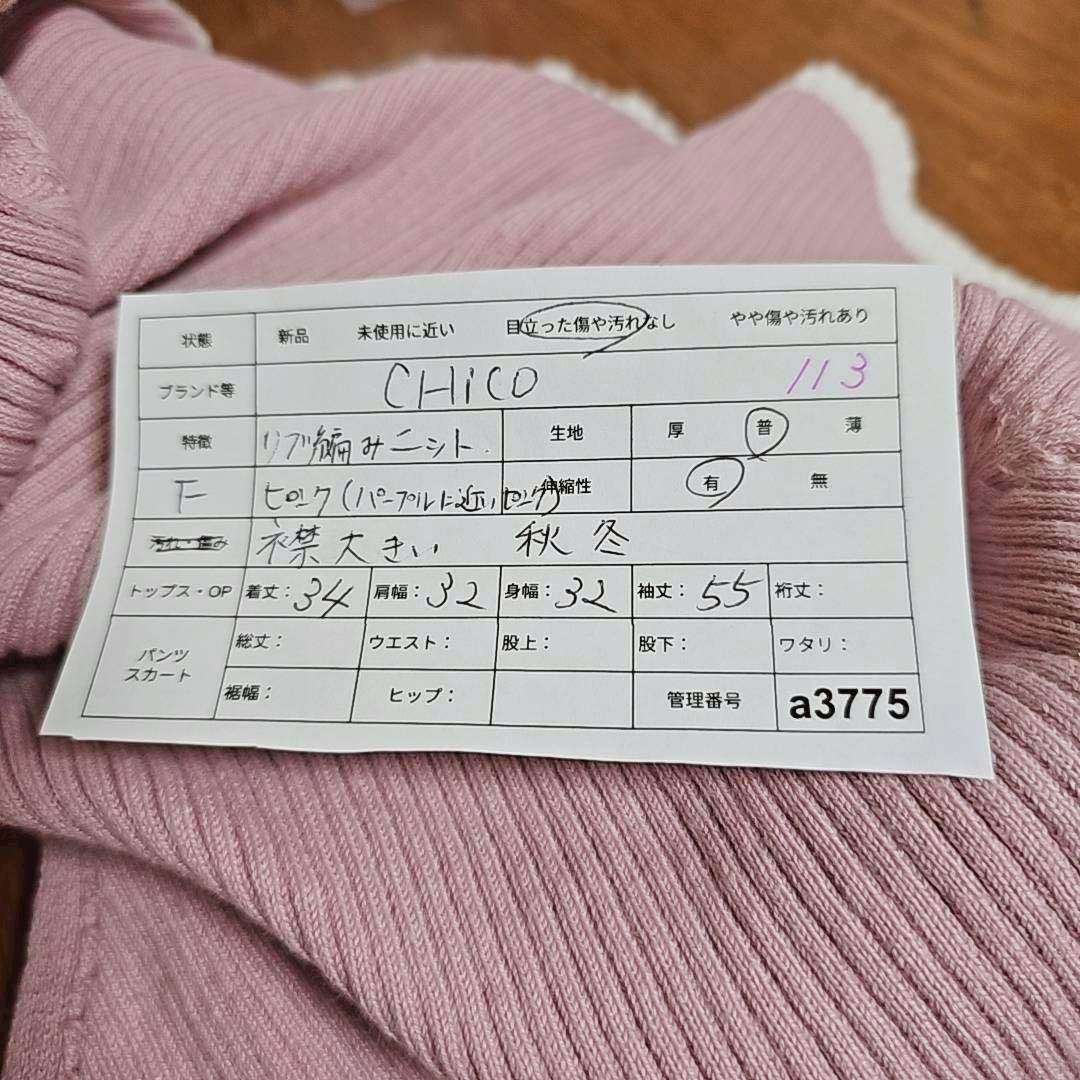 状態 新品 未使用に近い 目立った傷や汚れなし やや傷や汚れあり
ブランド等 CHiCO 113
特徴 リブ編みニット. 生地 厚 普 薄
F ピンク(パープルに近いピンク) 伸縮性 有 無
汚れ・傷み 襟大きい 秋冬
トップス・OP 着丈:34 肩幅:32 身幅:32 袖丈:55 裄丈:
パンツ スカート 総丈: ウエスト: 股上: 股下: ワタリ:
裾幅: ヒップ: 管理番号 a3775